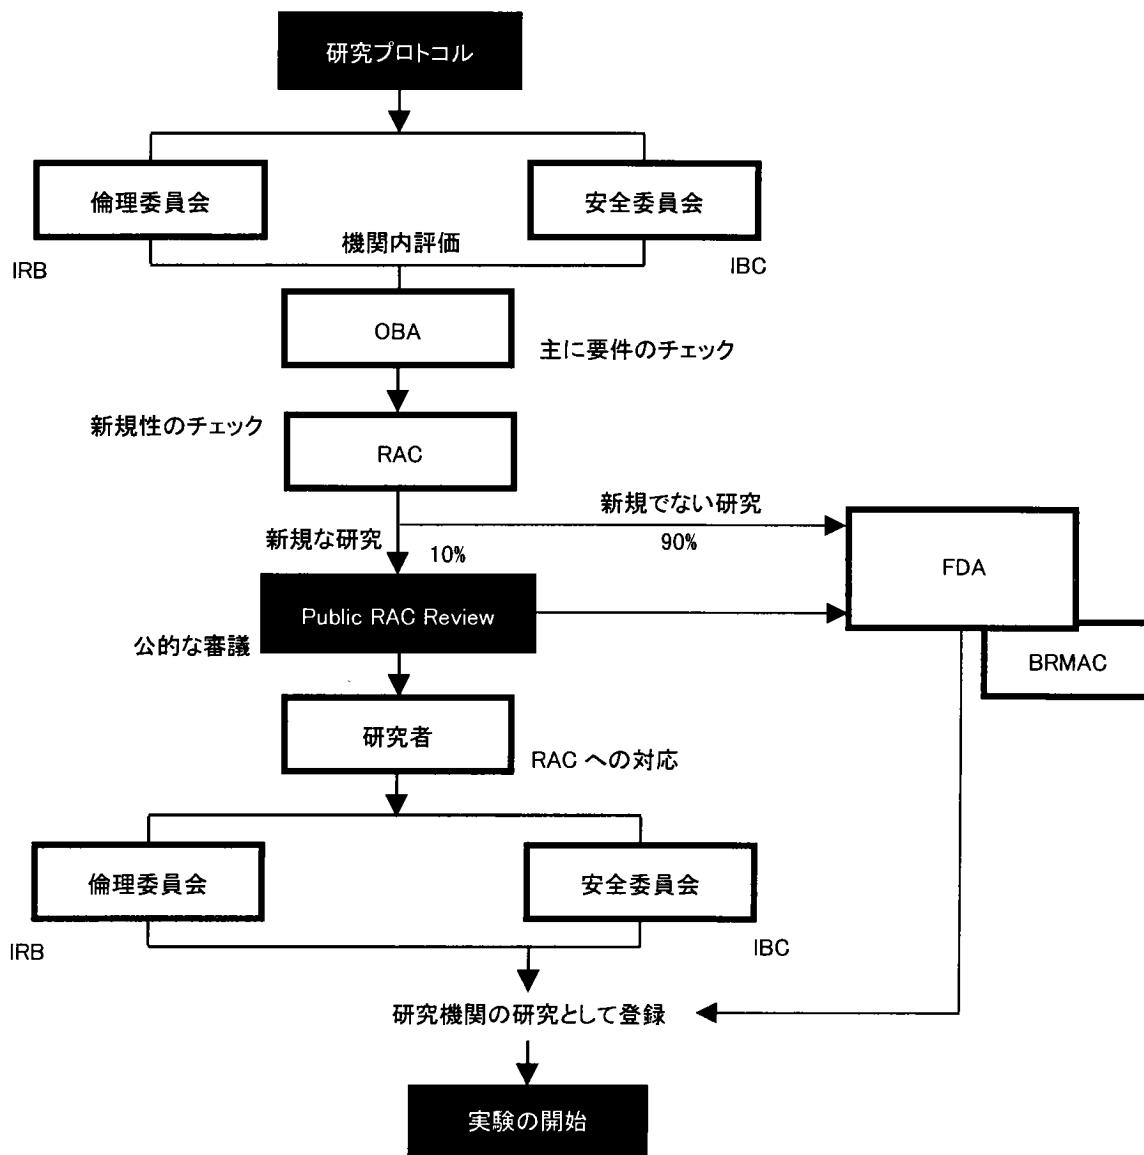 研究プロトコル
倫理委員会
安全委員会
機関内評価
IRB
IBC
OBA
主に要件のチェック
新規性のチェック
RAC
新規でない研究
新規な研究
10%
90%
FDA
Public RAC Review
公的な審議
BRMAC
研究者
RAC への対応
倫理委員会
安全委員会
IRB
IBC
研究機関の研究として登録
実験の開始